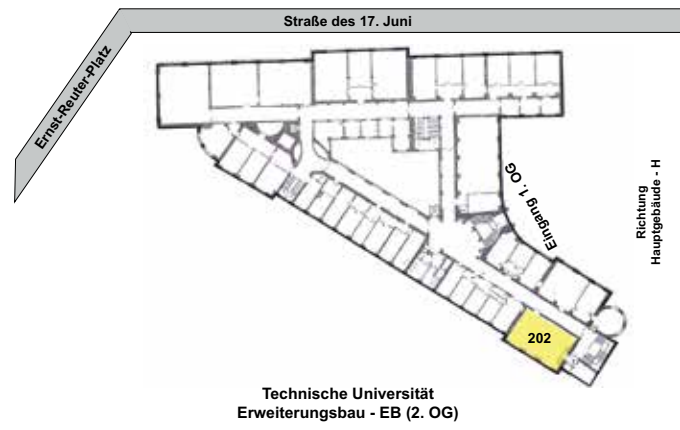 Straße des 17. Juni
Ernst-Reuter-Platz
Eingang 1. OG
Richtung
Hauptgebäude - H
202
Technische Universität
Erweiterungsbau - EB (2. OG)